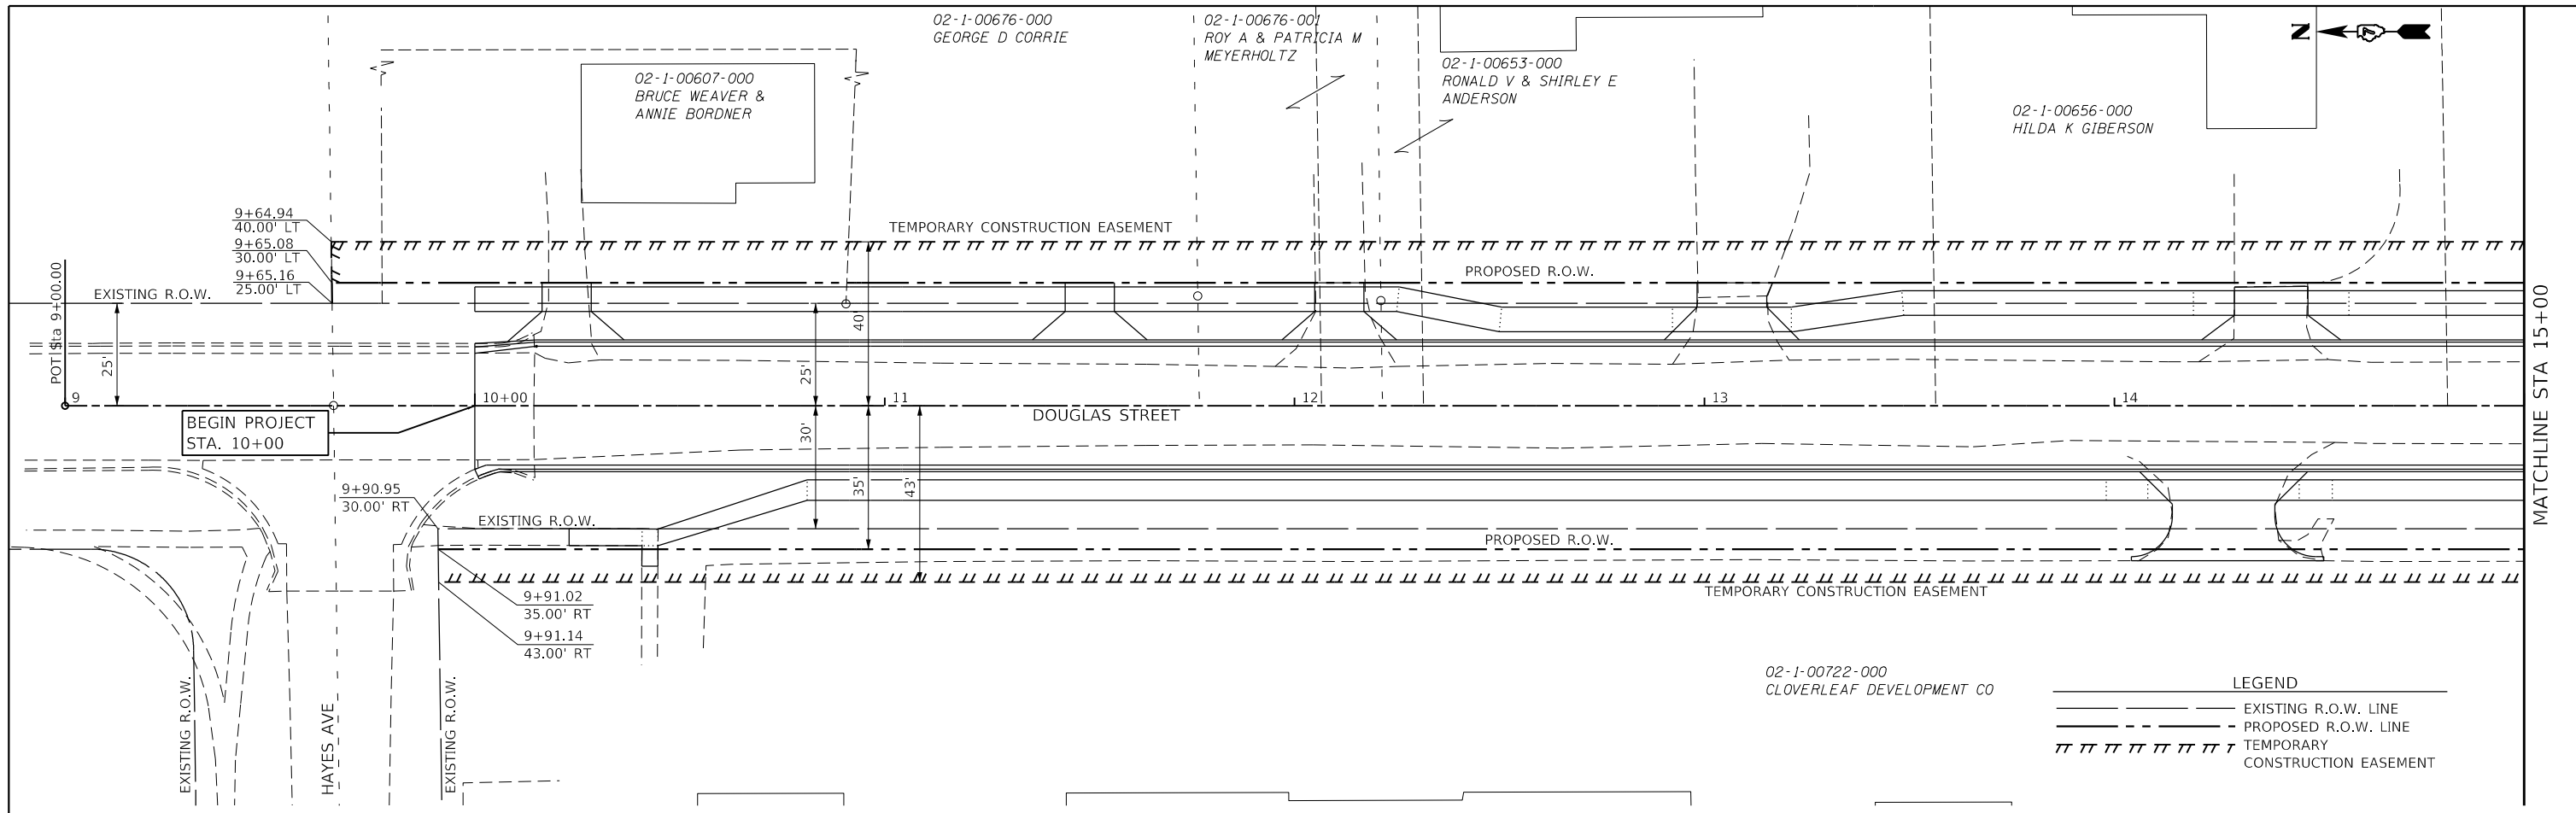 02-1-00676-000
GEORGE D CORRIE
02-1-00676-001
ROY A & PATRICIA M
MEYERHOLTZ
N
02-1-00607-000
BRUCE WEAVER &
ANNIE BORDNER
02-1-00653-000
RONALD V & SHIRLEY E
ANDERSON
02-1-00656-000
HILDA K GIBERSON
9+64.94
40.00' LT
9+65.08
30.00' LT
9+65.16
25.00' LT
TEMPORARY CONSTRUCTION EASEMENT
PROPOSED R.O.W.
EXISTING R.O.W.
POT Sta 9+00.00
25'
25'
40'
9
10+00
11
12
13
14
DOUGLAS STREET
MATCHLINE STA 15+00
BEGIN PROJECT
STA. 10+00
30'
35'
43'
9+90.95
30.00' RT
EXISTING R.O.W.
PROPOSED R.O.W.
TEMPORARY CONSTRUCTION EASEMENT
9+91.02
35.00' RT
9+91.14
43.00' RT
EXISTING R.O.W.
HAYES AVE
EXISTING R.O.W.
02-1-00722-000
CLOVERLEAF DEVELOPMENT CO
LEGEND
EXISTING R.O.W. LINE
PROPOSED R.O.W. LINE
TEMPORARY
CONSTRUCTION EASEMENT